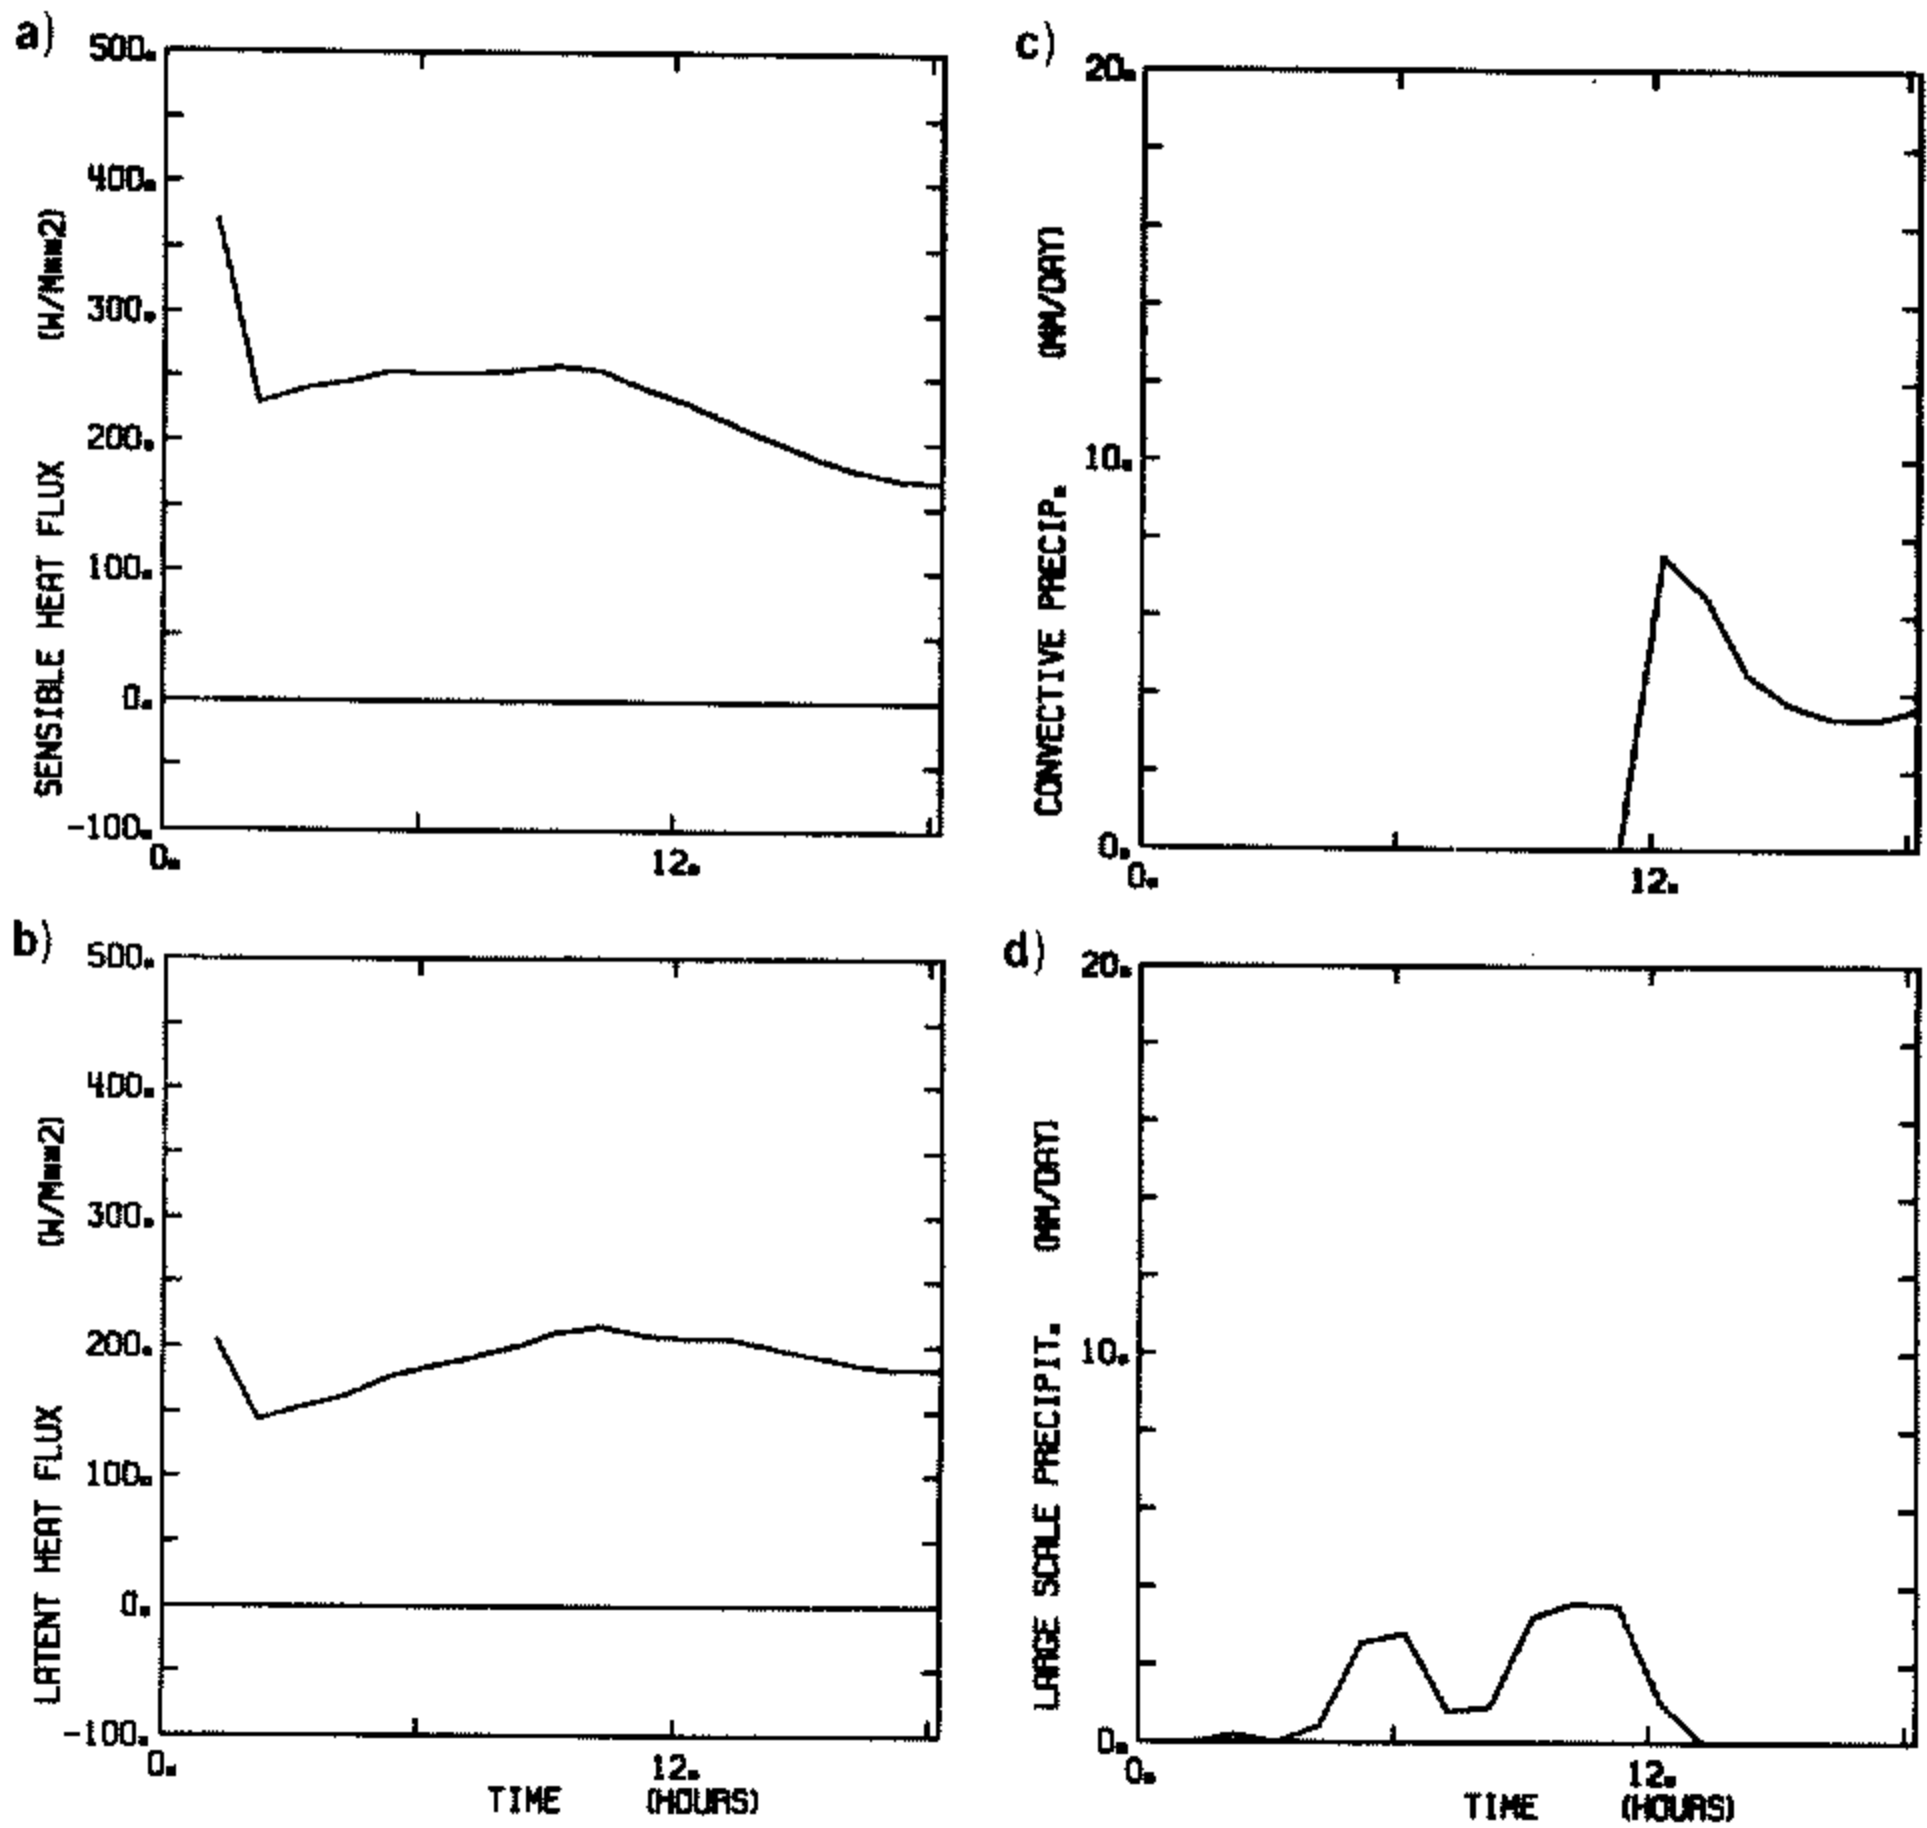 a)
500.
400.
300.
200.
100.
0.
-100.
SENSIBLE HEAT FLUX (W/M**2)
0. 12.
b)
500.
400.
300.
200.
100.
0.
-100.
LATENT HEAT FLUX (W/M**2)
0. 12.
TIME (HOURS)
c)
20.
10.
0.
CONVECTIVE PRECIP. (MM/DAY)
0. 12.
d)
20.
10.
0.
LARGE SCALE PRECIPIT. (MM/DAY)
0. 12.
TIME (HOURS)